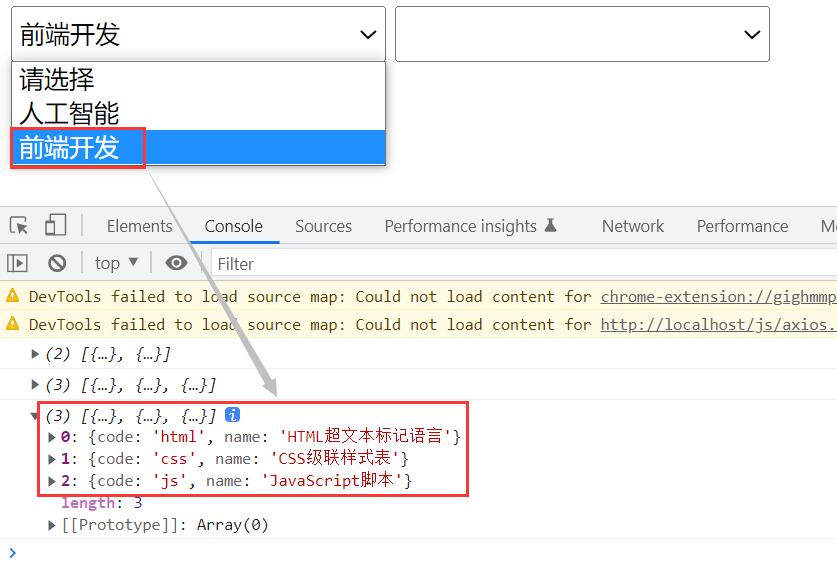 前端开发
请选择
人工智能
前端开发
Elements Console Sources Performance insights Network Performance
top Filter
DevTools failed to load source map: Could not load content for chrome-extension://gighmmp
DevTools failed to load source map: Could not load content for http://localhost/js/axios.
(2) [{…}, {…}]
(3) [{…}, {…}, {…}]
(3) [{…}, {…}, {…}] i
0: {code: 'html', name: 'HTML超文本标记语言'}
1: {code: 'css', name: 'CSS级联样式表'}
2: {code: 'js', name: 'JavaScript脚本'}
length: 3
[[Prototype]]: Array(0)